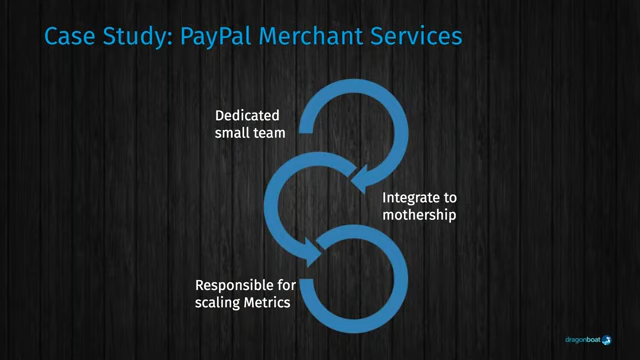 Case Study: PayPal Merchant Services
Dedicated
small team
Integrate to
mothership
Responsible for
scaling Metrics
dragonboat